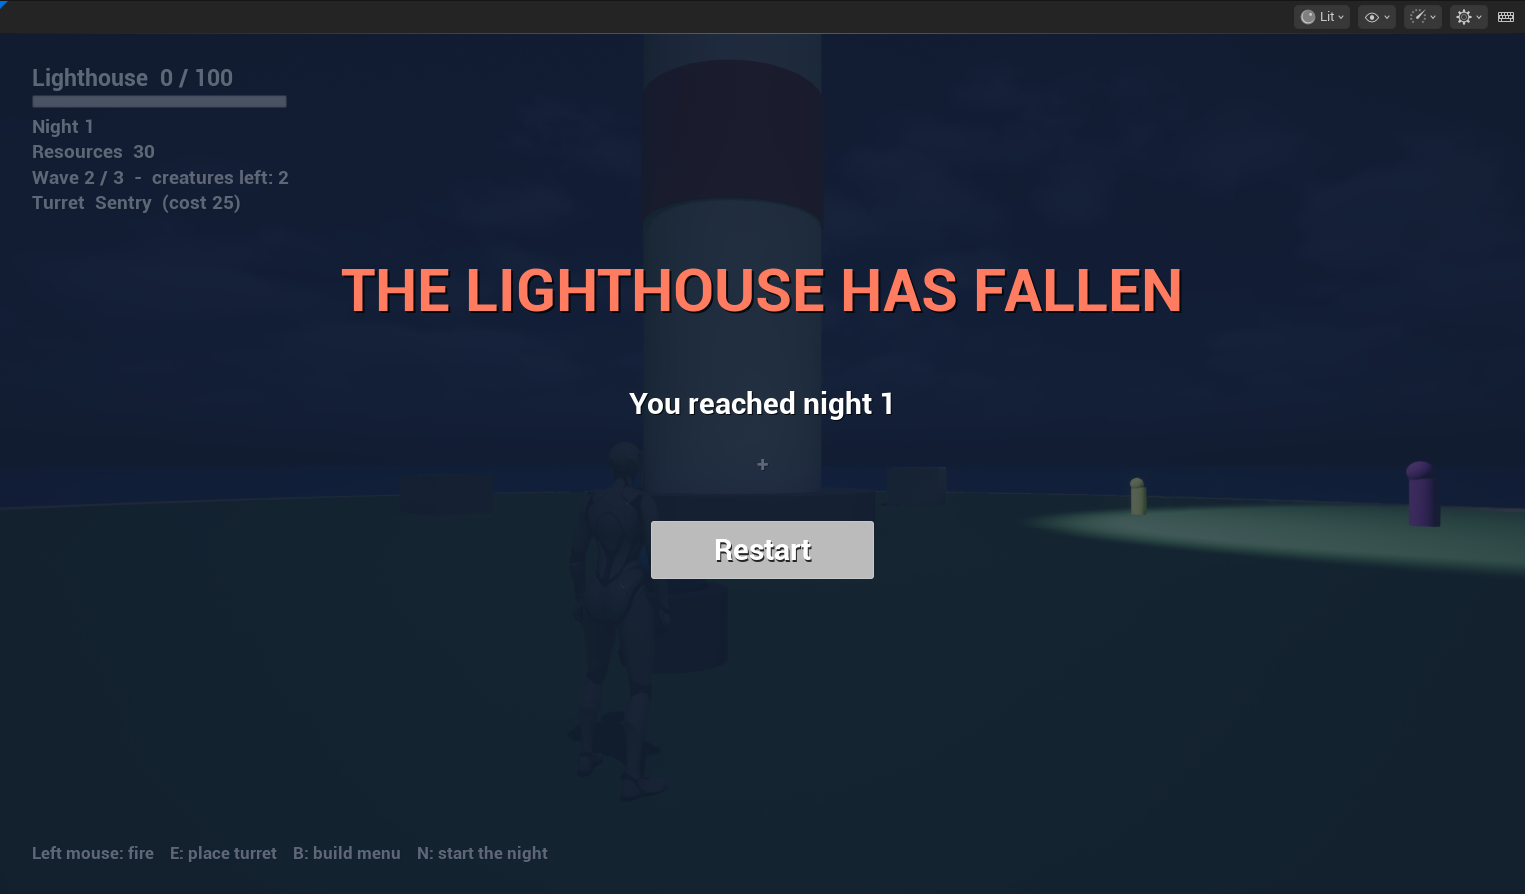 Lit
Lighthouse 0 / 100
Night 1
Resources 30
Wave 2 / 3 - creatures left: 2
Turret Sentry (cost 25)
THE LIGHTHOUSE HAS FALLEN
You reached night 1
+
Restart
Left mouse: fire E: place turret B: build menu N: start the night